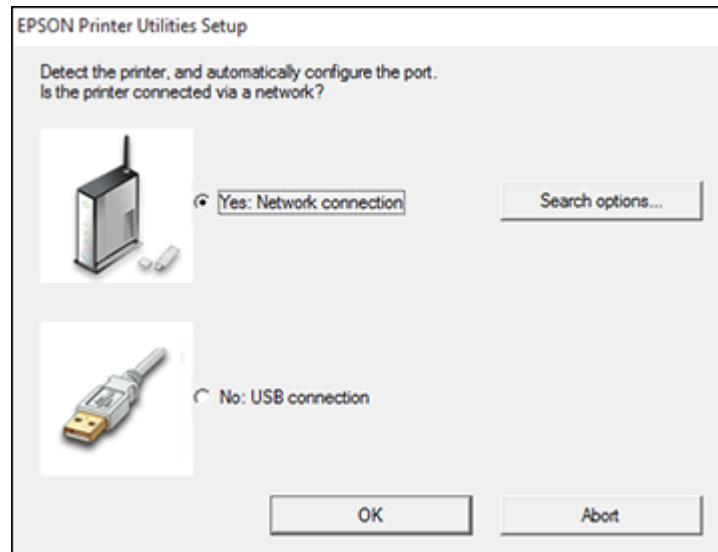 EPSON Printer Utilities Setup
Detect the printer, and automatically configure the port.
Is the printer connected via a network?
Yes: Network connection
Search options...
No: USB connection
OK
Abort